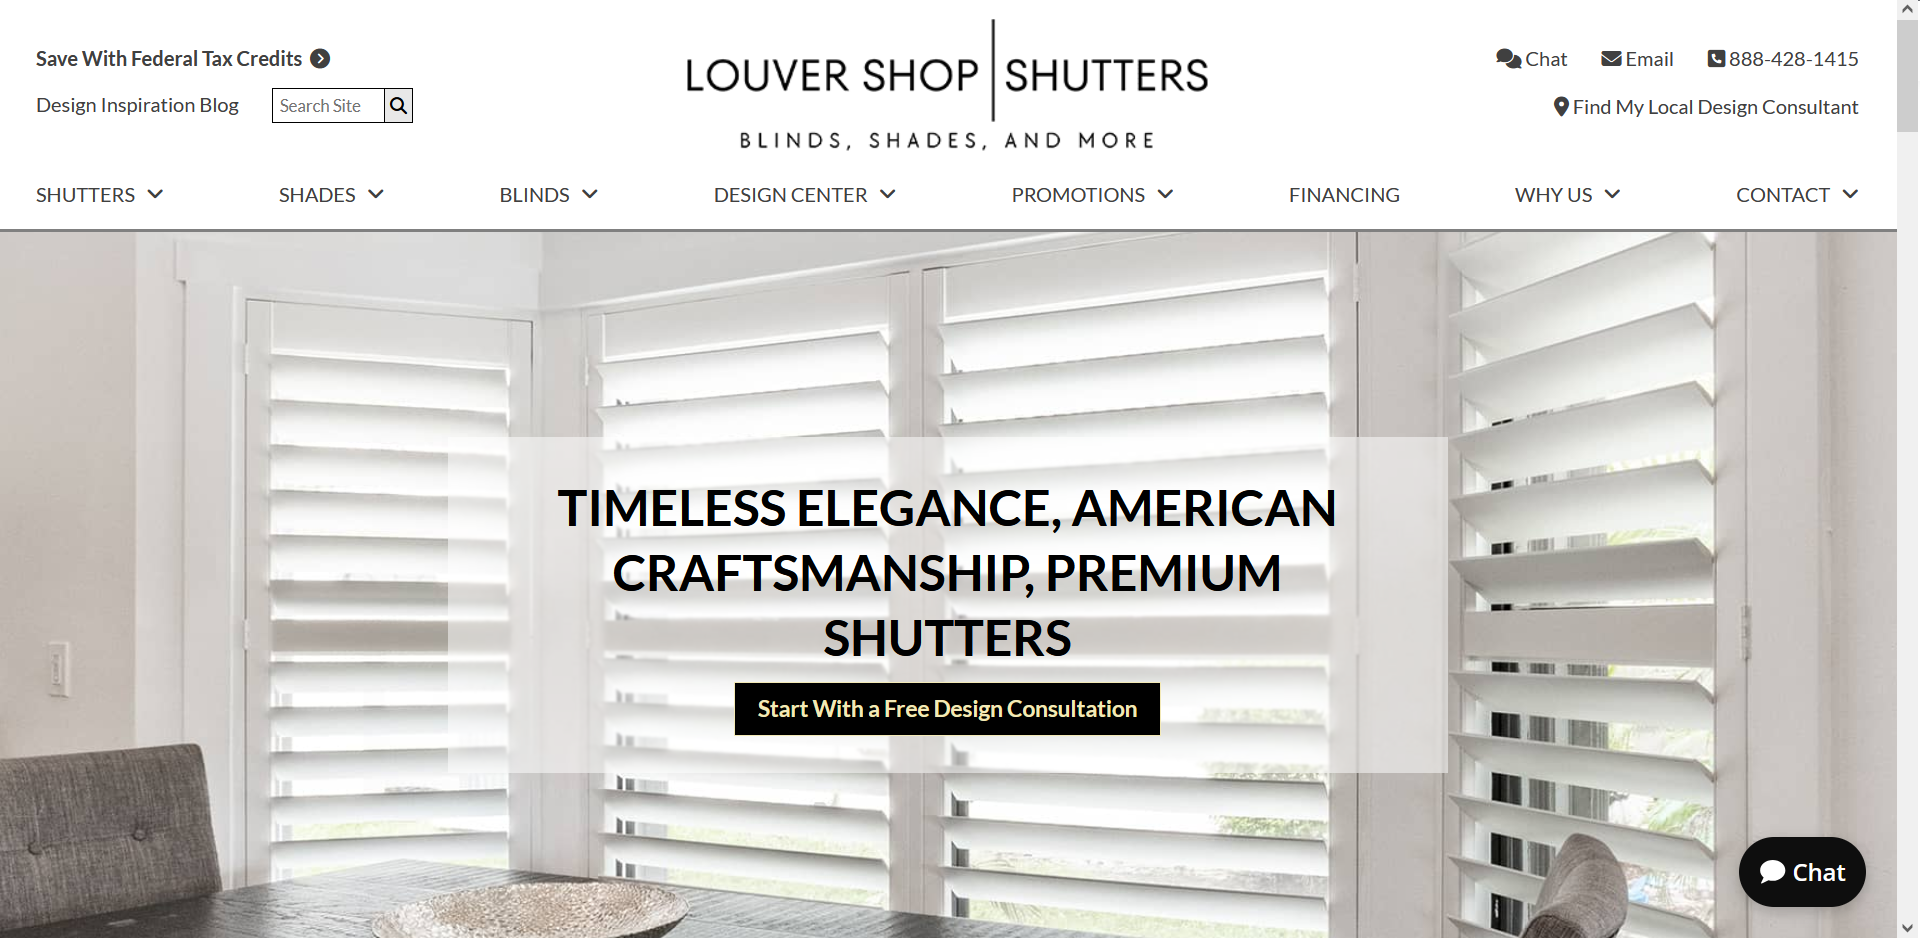 Save With Federal Tax Credits
Design Inspiration Blog
Search Site
LOUVER SHOP SHUTTERS
BLINDS, SHADES, AND MORE
Chat
Email
888-428-1415
Find My Local Design Consultant
SHUTTERS
SHADES
BLINDS
DESIGN CENTER
PROMOTIONS
FINANCING
WHY US
CONTACT
TIMELESS ELEGANCE, AMERICAN
CRAFTSMANSHIP, PREMIUM
SHUTTERS
Start With a Free Design Consultation
Chat